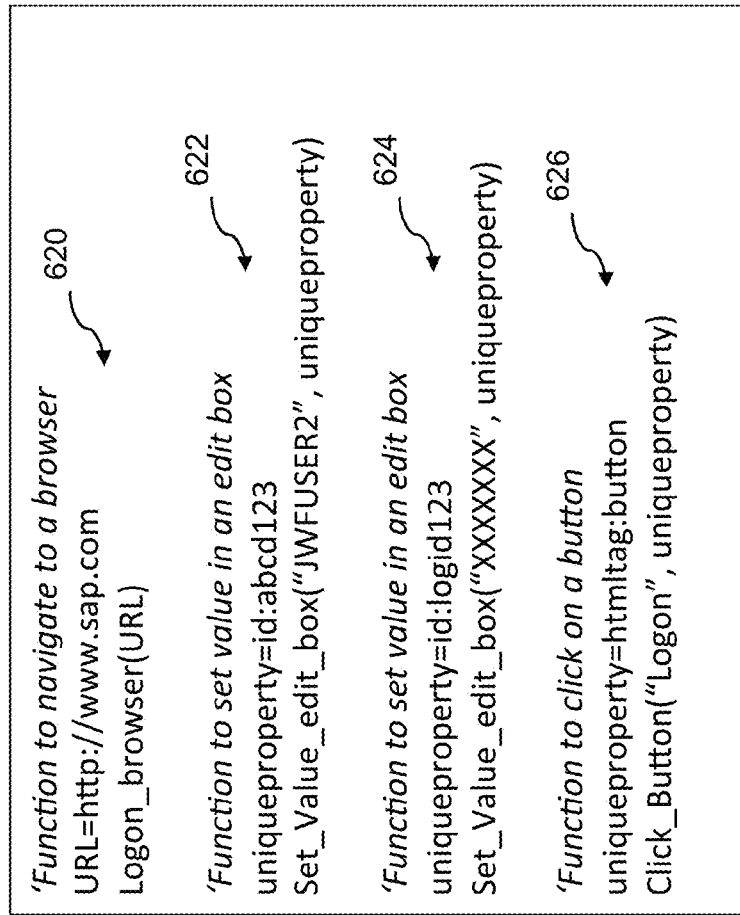 ‘Function to navigate to a browser
URL=http://www.sap.com
Logon_browser(URL)
620
‘Function to set value in an edit box
uniqueproperty=id:abcd123
Set_Value_edit_box(“JWFUSER2”, uniqueproperty)
622
‘Function to set value in an edit box
uniqueproperty=id:logid123
Set_Value_edit_box(“XXXXXXX”, uniqueproperty)
624
‘Function to click on a button
uniqueproperty=htmltag:button
Click_Button(“Logon”, uniqueproperty)
626